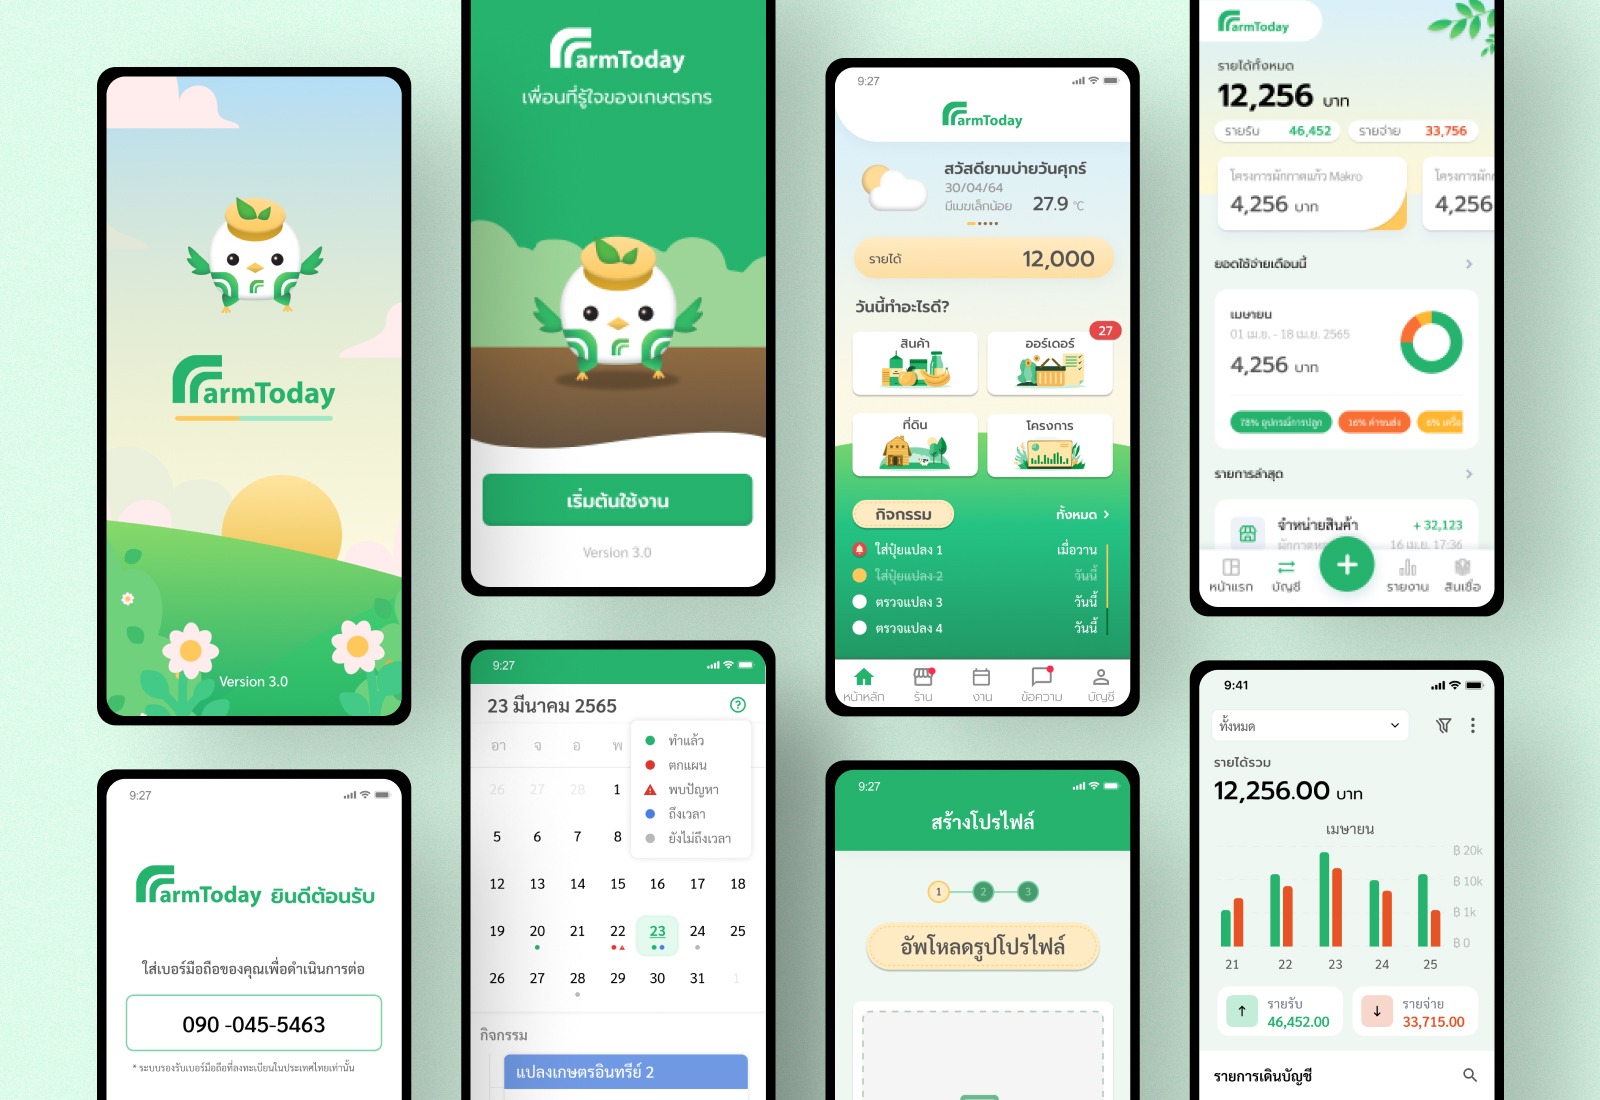 FarmToday
Version 3.0
FarmToday
เพื่อนที่รู้ใจของเกษตรกร
เริ่มต้นใช้งาน
Version 3.0
9:27
FarmToday
สวัสดียามบ่ายวันศุกร์
30/04/64
มีเมฆเล็กน้อย 27.9 °C
รายได้ 12,000
วันนี้ทำอะไรดี?
27
สินค้า ออร์เดอร์
ที่ดิน โครงการ
กิจกรรม ทั้งหมด
ใส่ปุ๋ยแปลง 1 เมื่อวาน
ใส่ปุ๋ยแปลง 2 วันนี้
ตรวจแปลง 3 วันนี้
ตรวจแปลง 4 วันนี้
หน้าหลัก ร้าน งาน ข้อความ บัญชี
FarmToday
รายได้ทั้งหมด
12,256 บาท
รายรับ 46,452 รายจ่าย 33,756
โครงการผักกาดแก้ว Makro
4,256 บาท
4,256
ยอดใช้จ่ายเดือนนี้
เมษายน
01 เม.ย. - 18 เม.ย. 2565
4,256 บาท
78% อุปกรณ์การปลูก 16% ค่าขนส่ง 6%
รายการล่าสุด
จำหน่ายสินค้า + 32,123
16 เม.ย. 17:36
หน้าแรก บัญชี รายงาน สินเชื่อ
9:27
FarmToday ยินดีต้อนรับ
ใส่เบอร์มือถือของคุณเพื่อดำเนินการต่อ
090 -045-5463
* ระบบรองรับเบอร์มือถือที่ลงทะเบียนในประเทศไทยเท่านั้น
9:27
23 มีนาคม 2565
อา จ อ พ
ทำแล้ว
ตกแผน
พบปัญหา
ถึงเวลา
ยังไม่ถึงเวลา
26 27 28 1
5 6 7 8
12 13 14 15 16 17 18
19 20 21 22 23 24 25
26 27 28 29 30 31 1
กิจกรรม
แปลงเกษตรอินทรีย์ 2
9:27
สร้างโปรไฟล์
1 2 3
อัพโหลดรูปโปรไฟล์
9:41
ทั้งหมด
รายได้รวม
12,256.00 บาท
เมษายน
฿ 20k
฿ 10k
฿ 1k
฿ 0
21 22 23 24 25
รายรับ
46,452.00
รายจ่าย
33,715.00
รายการเดินบัญชี